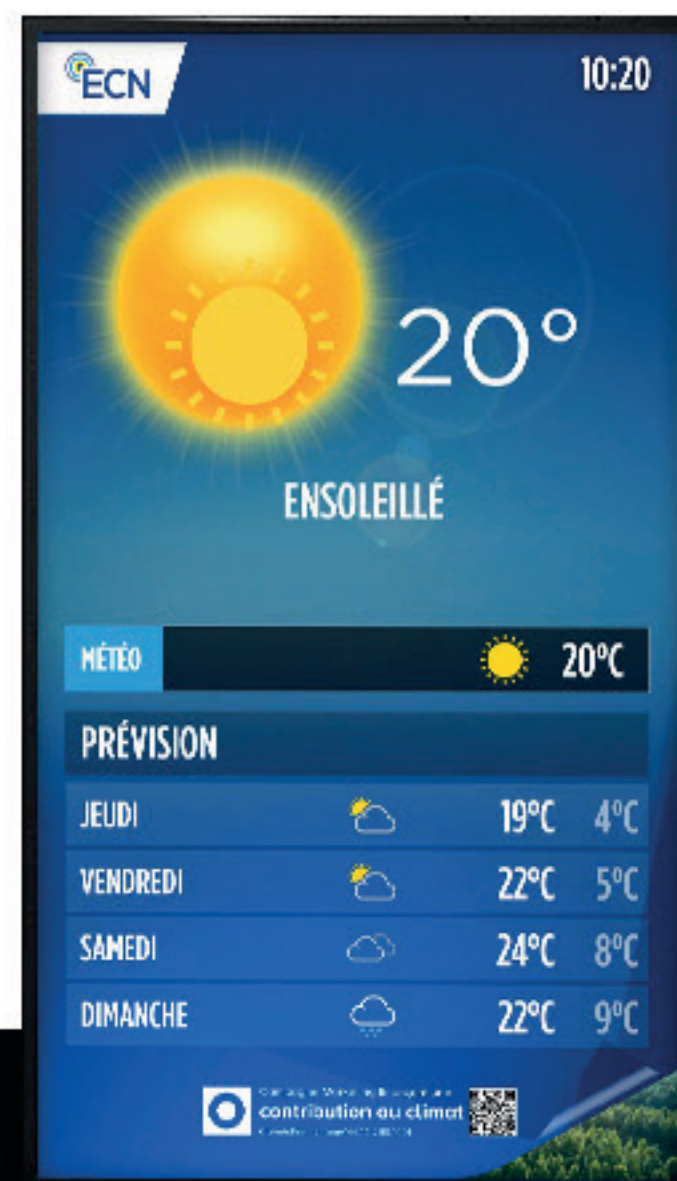 ECN
10:20
20°
ENSOLEILLÉ
MÉTÉO 20°C
PRÉVISION
JEUDI 19°C 4°C
VENDREDI 22°C 5°C
SAMEDI 24°C 8°C
DIMANCHE 22°C 9°C
contribution au climat